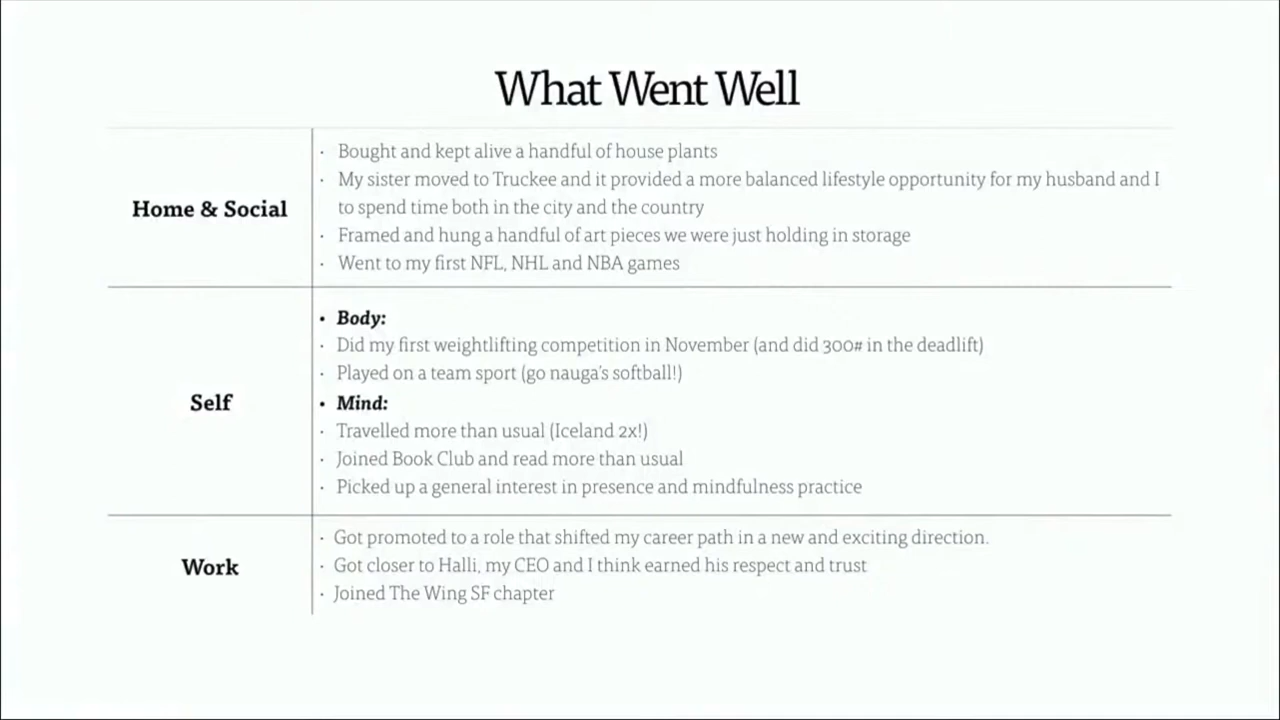 What Went Well
Home & Social
· Bought and kept alive a handful of house plants
· My sister moved to Truckee and it provided a more balanced lifestyle opportunity for my husband and I
to spend time both in the city and the country
· Framed and hung a handful of art pieces we were just holding in storage
· Went to my first NFL, NHL and NBA games
Self
• Body:
· Did my first weightlifting competition in November (and did 300# in the deadlift)
· Played on a team sport (go nauga's softball!)
• Mind:
· Travelled more than usual (Iceland 2x!)
· Joined Book Club and read more than usual
· Picked up a general interest in presence and mindfulness practice
Work
· Got promoted to a role that shifted my career path in a new and exciting direction.
· Got closer to Halli, my CEO and I think earned his respect and trust
· Joined The Wing SF chapter